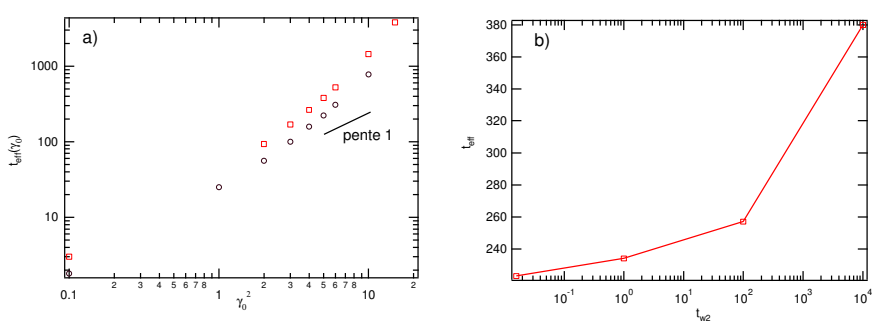 a)
1000
100
10
t_eff(γ_0)
pente 1
0.1 2 3 4 5 6 7 8 1 2 3 4 5 6 7 8 10 2
γ_0^2
b)
380
360
340
320
300
280
260
240
t_eff
10^-1 10^0 10^1 10^2 10^3 10^4
t_w2